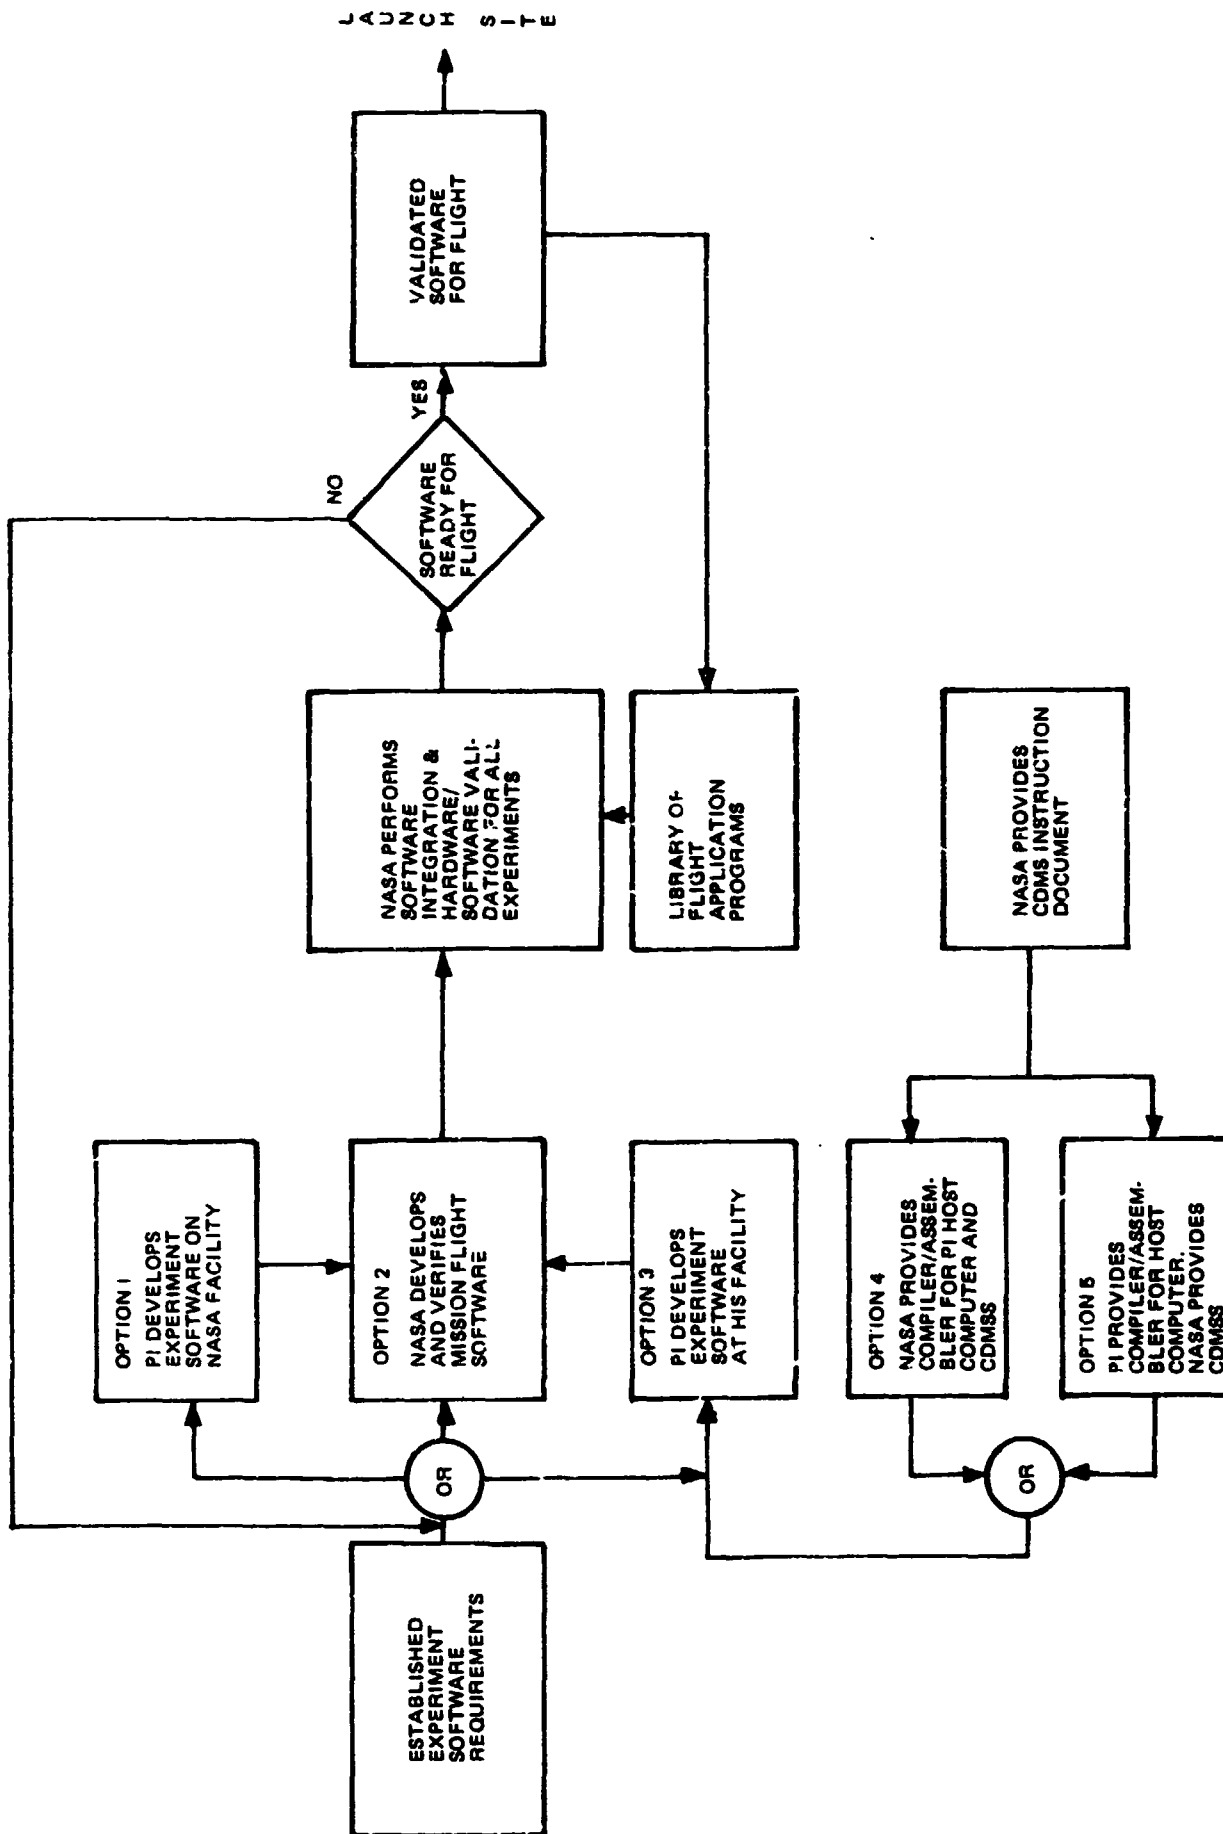 ESTABLISHED
EXPERIMENT
SOFTWARE
REQUIREMENTS
OR
OPTION 1
PI DEVELOPS
EXPERIMENT
SOFTWARE ON
NASA FACILITY
OPTION 2
NASA DEVELOPS
AND VERIFIES
MISSION FLIGHT
SOFTWARE
OPTION 3
PI DEVELOPS
EXPERIMENT
SOFTWARE
AT HIS FACILITY
OR
OPTION 4
NASA PROVIDES
COMPILER/ASSEM-
BLER FOR PI HOST
COMPUTER AND
CDMSS
OPTION 5
PI PROVIDES
COMPILER/ASSEM-
BLER FOR HOST
COMPUTER.
NASA PROVIDES
CDMSS
NASA PERFORMS
SOFTWARE
INTEGRATION &
HARDWARE/
SOFTWARE VALI-
DATION FOR ALL
EXPERIMENTS
LIBRARY OF
FLIGHT
APPLICATION
PROGRAMS
NASA PROVIDES
CDMS INSTRUCTION
DOCUMENT
NO
SOFTWARE
READY FOR
FLIGHT
YES
VALIDATED
SOFTWARE
FOR FLIGHT
LAUNCH SITE